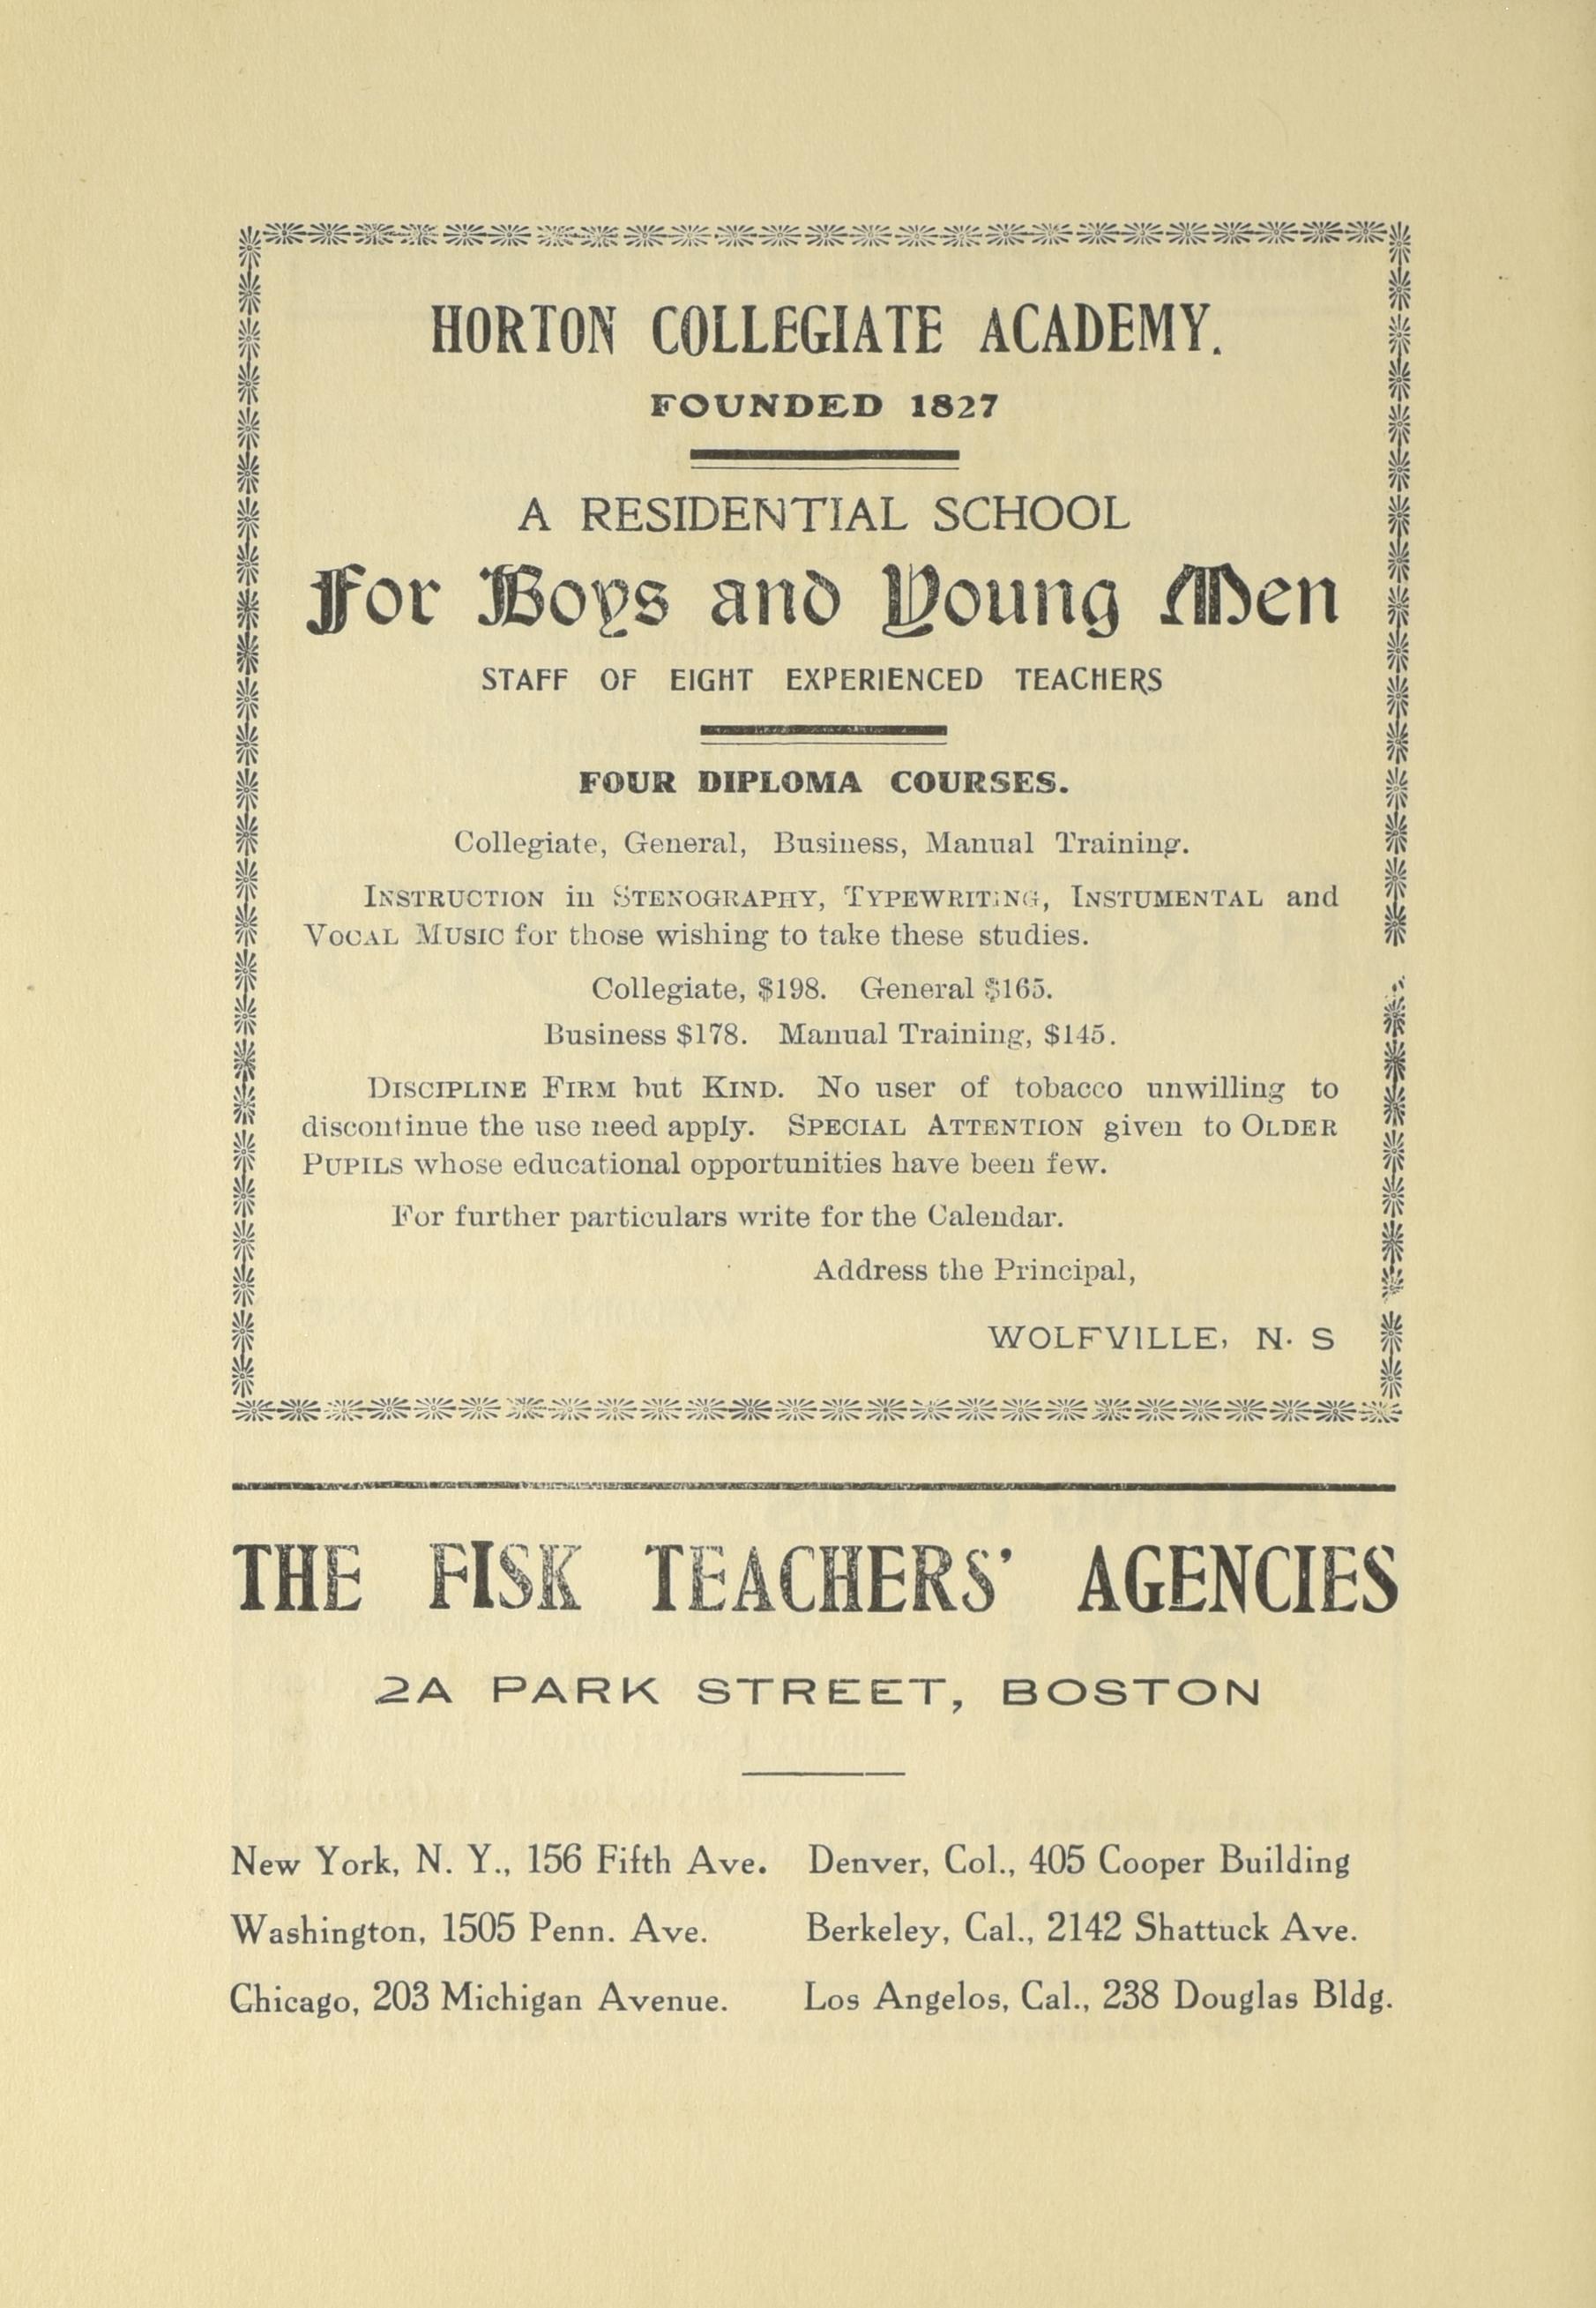 HORTON COLLEGIATE ACADEMY.
FOUNDED 1827
A RESIDENTIAL SCHOOL
For Boys and Young Men
STAFF OF EIGHT EXPERIENCED TEACHERS
FOUR DIPLOMA COURSES.
Collegiate, General, Business, Manual Training.
INSTRUCTION in STENOGRAPHY, TYPEWRITING, INSTUMENTAL and
VOCAL MUSIC for those wishing to take these studies.
Collegiate, $198. General $165.
Business $178. Manual Training, $145.
DISCIPLINE FIRM but KIND. No user of tobacco unwilling to
discontinue the use need apply. SPECIAL ATTENTION given to OLDER
PUPILS whose educational opportunities have been few.
For further particulars write for the Calendar.
Address the Principal,
WOLFVILLE, N. S
THE FISK TEACHERS' AGENCIES
2A PARK STREET, BOSTON
New York, N. Y., 156 Fifth Ave. Denver, Col., 405 Cooper Building
Washington, 1505 Penn. Ave. Berkeley, Cal., 2142 Shattuck Ave.
Chicago, 203 Michigan Avenue. Los Angelos, Cal., 238 Douglas Bldg.